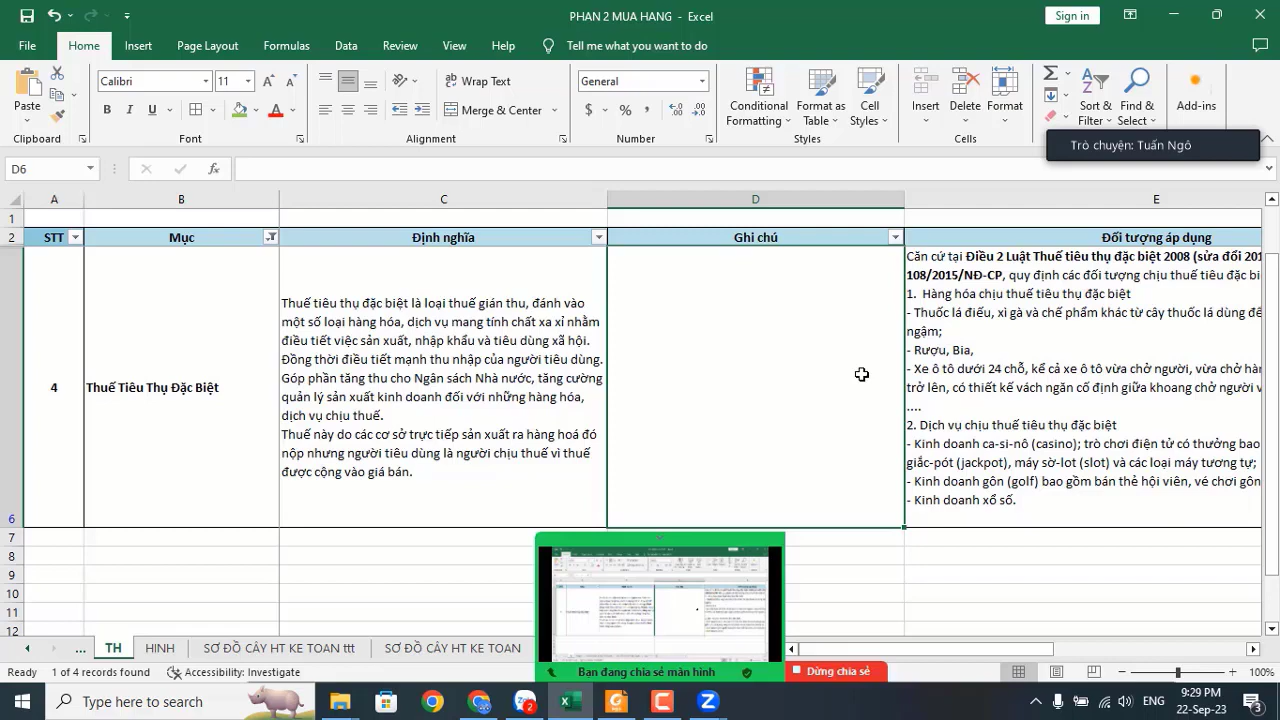 PHAN 2 MUA HANG - Excel
Sign in
File Home Insert Page Layout Formulas Data Review View Help Tell me what you want to do
Paste
Calibri 11
Wrap Text
General
Merge & Center
Conditional Formatting
Format as Table
Cell Styles
Insert Delete Format
Sort & Filter
Find & Select
Add-ins
Clipboard Font Alignment Number Styles Cells
Trò chuyện: Tuấn Ngô
D6
A B C D E
1
2 STT Mục Định nghĩa Ghi chú Đối tượng áp dụng
6
4
Thuế Tiêu Thụ Đặc Biệt
Thuế tiêu thụ đặc biệt là loại thuế gián thu, đánh vào
một số loại hàng hóa, dịch vụ mang tính chất xa xỉ nhằm
điều tiết việc sản xuất, nhập khẩu và tiêu dùng xã hội.
Đồng thời điều tiết mạnh thu nhập của người tiêu dùng.
Góp phần tăng thu cho Ngân sách Nhà nước, tăng cường
quản lý sản xuất kinh doanh đối với những hàng hóa,
dịch vụ chịu thuế.
Thuế này do các cơ sở trực tiếp sản xuất ra hàng hoá đó
nộp nhưng người tiêu dùng là người chịu thuế vì thuế
được cộng vào giá bán.
Căn cứ tại Điều 2 Luật Thuế tiêu thụ đặc biệt 2008 (sửa đổi 201
108/2015/NĐ-CP, quy định các đối tượng chịu thuế tiêu thụ đặc bi
1. Hàng hóa chịu thuế tiêu thụ đặc biệt
- Thuốc lá điếu, xì gà và chế phẩm khác từ cây thuốc lá dùng để
ngậm;
- Rượu, Bia,
- Xe ô tô dưới 24 chỗ, kể cả xe ô tô vừa chở người, vừa chở hàn
trở lên, có thiết kế vách ngăn cố định giữa khoang chở người v
....
2. Dịch vụ chịu thuế tiêu thụ đặc biệt
- Kinh doanh ca-si-nô (casino); trò chơi điện tử có thưởng bao
giắc-pót (jackpot), máy sờ-lot (slot) và các loại máy tương tự;
- Kinh doanh gôn (golf) bao gồm bán thẻ hội viên, vé chơi gôn
- Kinh doanh xổ số.
7
8
9
10
11
... TH HINH SƠ ĐỒ CÂY HT KE TOAN ttt SƠ ĐỒ CÂY HT KE TOAN
Bạn đang chia sẻ màn hình
Dừng chia sẻ
Ready 1 of 4 records found Accessibility: Investigate
100%
Type here to search
2
ENG
9:29 PM
22-Sep-23
3